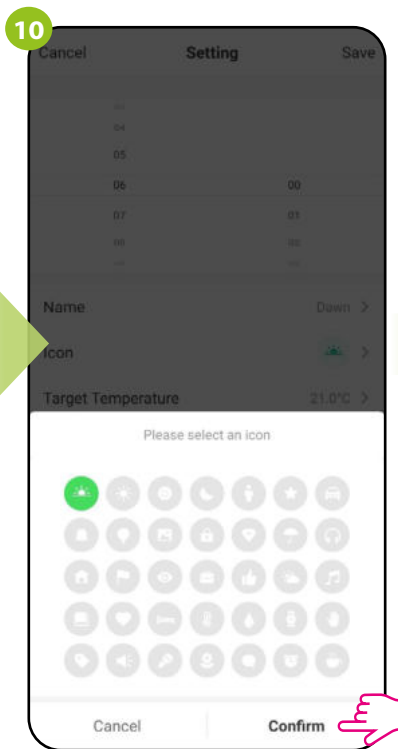 10
Cancel Setting Save
04
05
06 00
07 01
Name Dawn >
Icon >
Target Temperature 21.0°C >
Please select an icon
Cancel Confirm